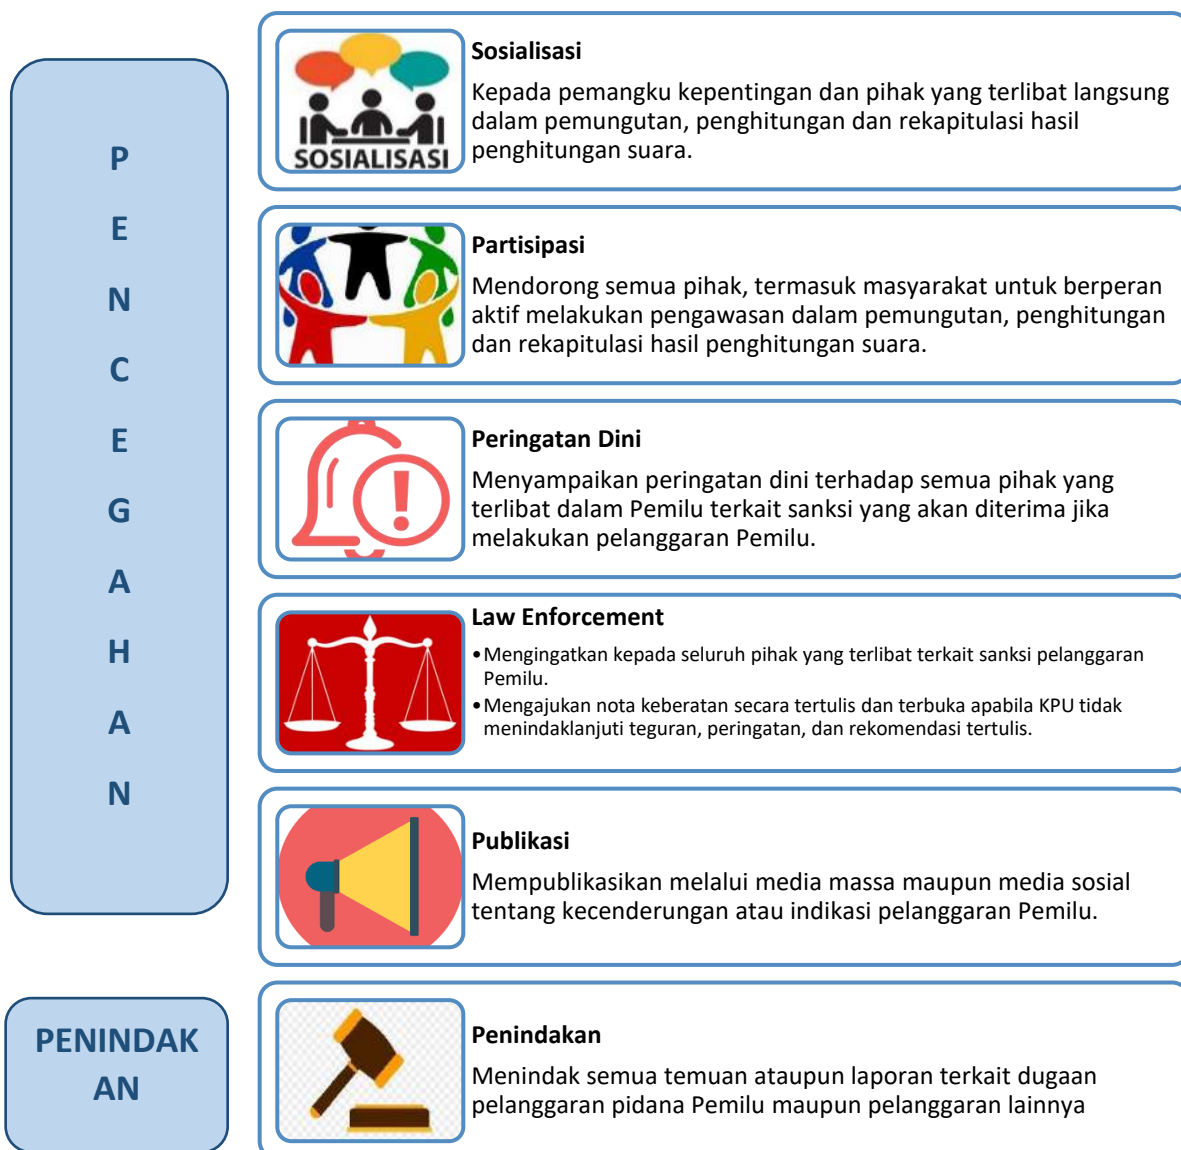 P
E
N
C
E
G
A
H
A
N
SOSIALISASI
Sosialisasi
Kepada pemangku kepentingan dan pihak yang terlibat langsung
dalam pemungutan, penghitungan dan rekapitulasi hasil
penghitungan suara.
Partisipasi
Mendorong semua pihak, termasuk masyarakat untuk berperan
aktif melakukan pengawasan dalam pemungutan, penghitungan
dan rekapitulasi hasil penghitungan suara.
Peringatan Dini
Menyampaikan peringatan dini terhadap semua pihak yang
terlibat dalam Pemilu terkait sanksi yang akan diterima jika
melakukan pelanggaran Pemilu.
Law Enforcement
•Mengingatkan kepada seluruh pihak yang terlibat terkait sanksi pelanggaran
Pemilu.
•Mengajukan nota keberatan secara tertulis dan terbuka apabila KPU tidak
menindaklanjuti teguran, peringatan, dan rekomendasi tertulis.
Publikasi
Mempublikasikan melalui media massa maupun media sosial
tentang kecenderungan atau indikasi pelanggaran Pemilu.
PENINDAK
AN
Penindakan
Menindak semua temuan ataupun laporan terkait dugaan
pelanggaran pidana Pemilu maupun pelanggaran lainnya